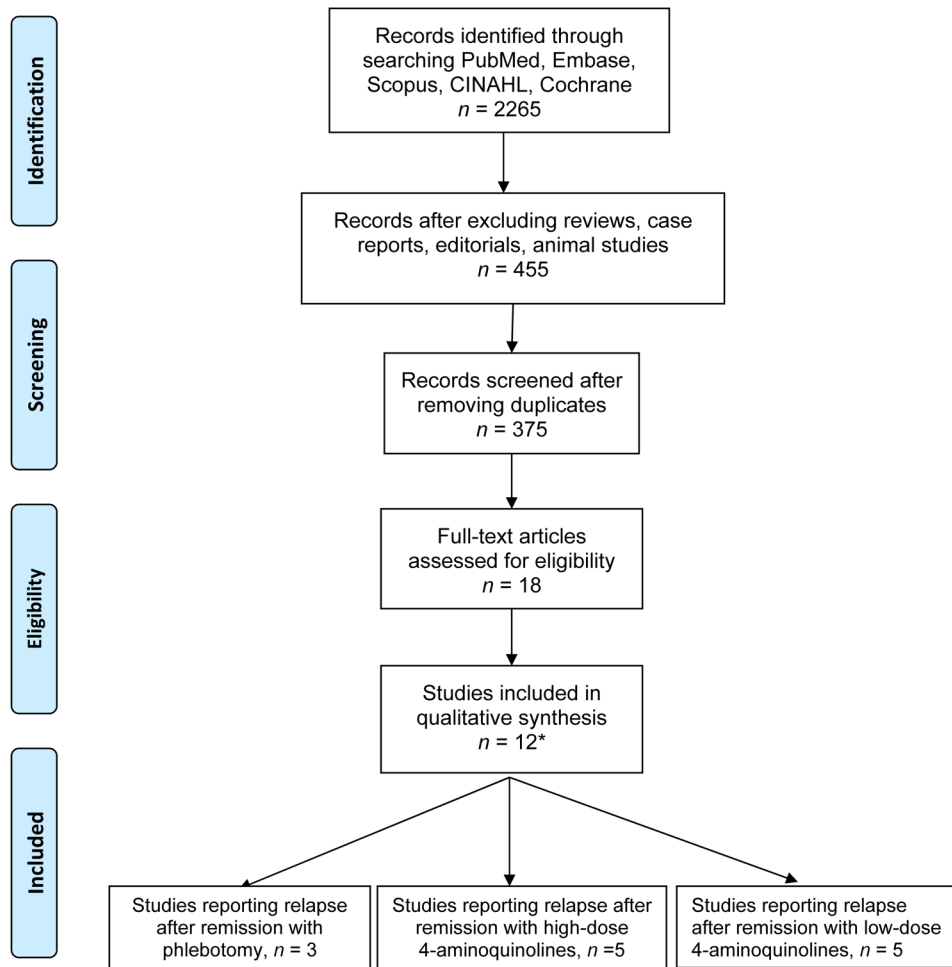 Identification
Records identified through
searching PubMed, Embase,
Scopus, CINAHL, Cochrane
n = 2265
Records after excluding reviews, case
reports, editorials, animal studies
n = 455
Screening
Records screened after
removing duplicates
n = 375
Eligibility
Full-text articles
assessed for eligibility
n = 18
Studies included in
qualitative synthesis
n = 12*
Included
Studies reporting relapse
after remission with
phlebotomy, n = 3
Studies reporting relapse after
remission with high-dose
4-aminoquinolines, n =5
Studies reporting relapse
after remission with low-dose
4-aminoquinolines, n = 5